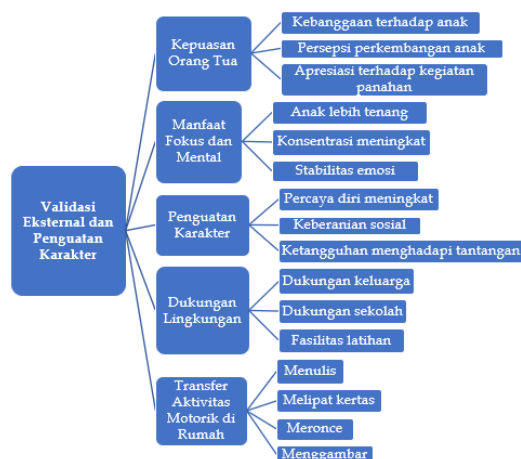 Validasi
Eksternal dan
Penguatan
Karakter
Kepuasan
Orang Tua
Kebanggaan terhadap anak
Persepsi perkembangan anak
Apresiasi terhadap kegiatan
panahan
Manfaat
Fokus dan
Mental
Anak lebih tenang
Konsentrasi meningkat
Stabilitas emosi
Penguatan
Karakter
Percaya diri meningkat
Keberanian sosial
Ketangguhan menghadapi tantangan
Dukungan
Lingkungan
Dukungan keluarga
Dukungan sekolah
Fasilitas latihan
Transfer
Aktivitas
Motorik di
Rumah
Menulis
Melipat kertas
Meronce
Menggambar